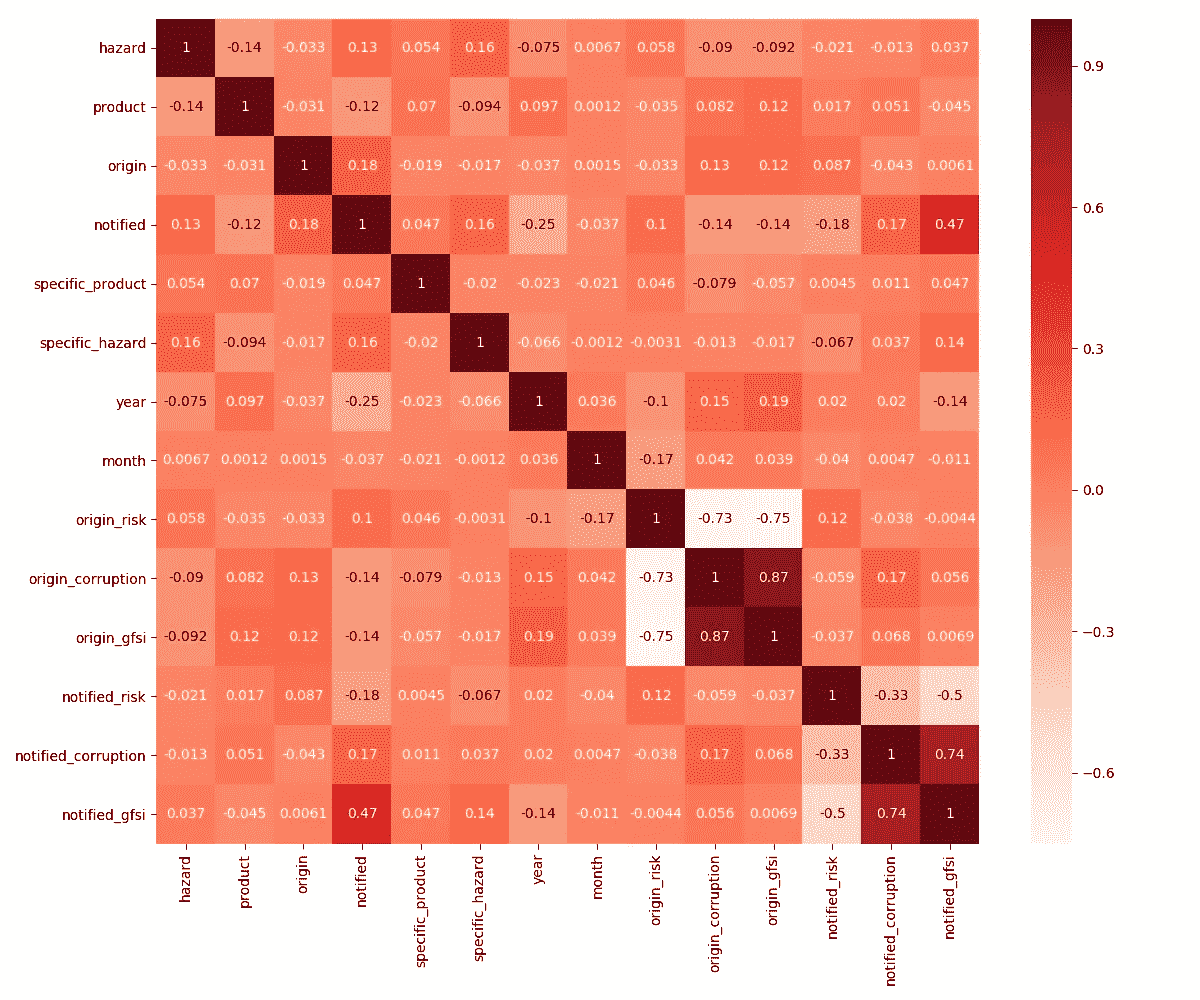 hazard 1 -0.14 -0.033 0.13 0.054 0.16 -0.075 0.0067 0.058 -0.09 -0.092 -0.021 -0.013 0.037
product -0.14 1 -0.031 -0.12 0.07 -0.094 0.097 0.0012 -0.035 0.082 0.12 0.017 0.051 -0.045
origin -0.033 -0.031 1 0.18 -0.019 -0.017 -0.037 0.0015 -0.033 0.13 0.12 0.087 -0.043 0.0061
notified 0.13 -0.12 0.18 1 0.047 0.16 -0.25 -0.037 0.1 -0.14 -0.14 -0.18 0.17 0.47
specific_product 0.054 0.07 -0.019 0.047 1 -0.02 -0.023 -0.021 0.046 -0.079 -0.057 0.0045 0.011 0.047
specific_hazard 0.16 -0.094 -0.017 0.16 -0.02 1 -0.066 -0.0012 -0.0031 -0.013 -0.017 -0.067 0.037 0.14
year -0.075 0.097 -0.037 -0.25 -0.023 -0.066 1 0.036 -0.1 0.15 0.19 0.02 0.02 -0.14
month 0.0067 0.0012 0.0015 -0.037 -0.021 -0.0012 0.036 1 -0.17 0.042 0.039 -0.04 0.0047 -0.011
origin_risk 0.058 -0.035 -0.033 0.1 0.046 -0.0031 -0.1 -0.17 1 -0.73 -0.75 0.12 -0.038 -0.0044
origin_corruption -0.09 0.082 0.13 -0.14 -0.079 -0.013 0.15 0.042 -0.73 1 0.87 -0.059 0.17 0.056
origin_gfsi -0.092 0.12 0.12 -0.14 -0.057 -0.017 0.19 0.039 -0.75 0.87 1 -0.037 0.068 0.0069
notified_risk -0.021 0.017 0.087 -0.18 0.0045 -0.067 0.02 -0.04 0.12 -0.059 -0.037 1 -0.33 -0.5
notified_corruption -0.013 0.051 -0.043 0.17 0.011 0.037 0.02 0.0047 -0.038 0.17 0.068 -0.33 1 0.74
notified_gfsi 0.037 -0.045 0.0061 0.47 0.047 0.14 -0.14 -0.011 -0.0044 0.056 0.0069 -0.5 0.74 1
hazard
product
origin
notified
specific_product
specific_hazard
year
month
origin_risk
origin_corruption
origin_gfsi
notified_risk
notified_corruption
notified_gfsi
0.9
0.6
0.3
0.0
−0.3
−0.6